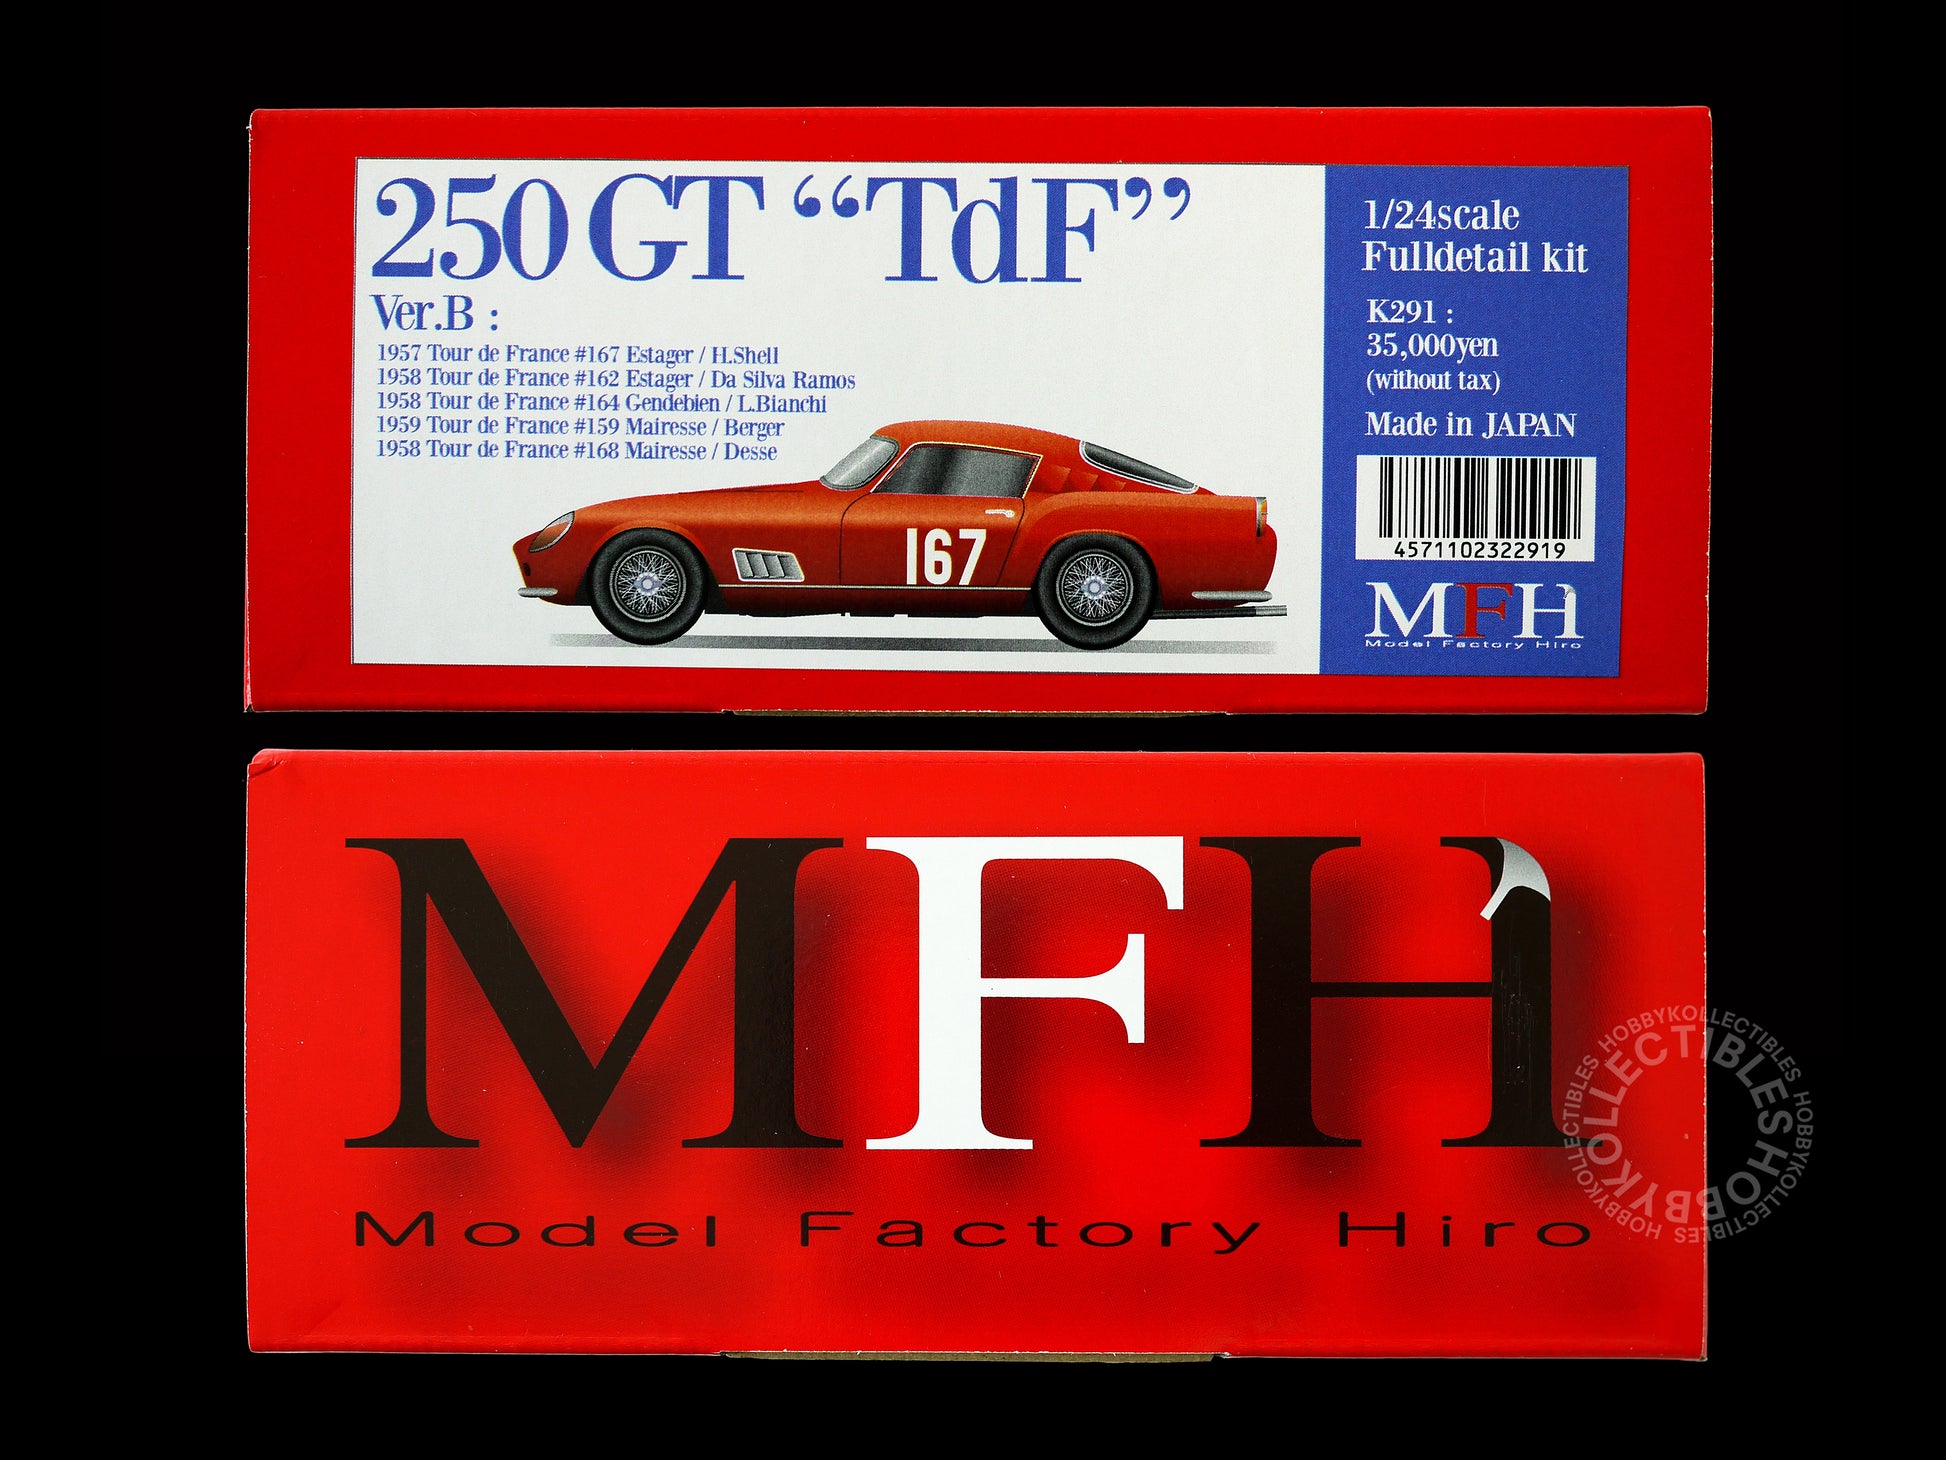 250 GT “TdF”
Ver.B :
1957 Tour de France #167 Estager / H.Shell
1958 Tour de France #162 Estager / Da Silva Ramos
1958 Tour de France #164 Gendebien / L.Bianchi
1959 Tour de France #159 Mairesse / Berger
1958 Tour de France #168 Mairesse / Desse
167
1/24scale
Fulldetail kit
K291 :
35,000yen
(without tax)
Made in JAPAN
4571102322919
MFH
Model Factory Hiro
MFH
Model Factory Hiro
HOBBYKOLLECTIBLES HOBBYKOLLECTIBLES HOBBYKOLLECTIBLES
HOBBYKOLLECTIBLES